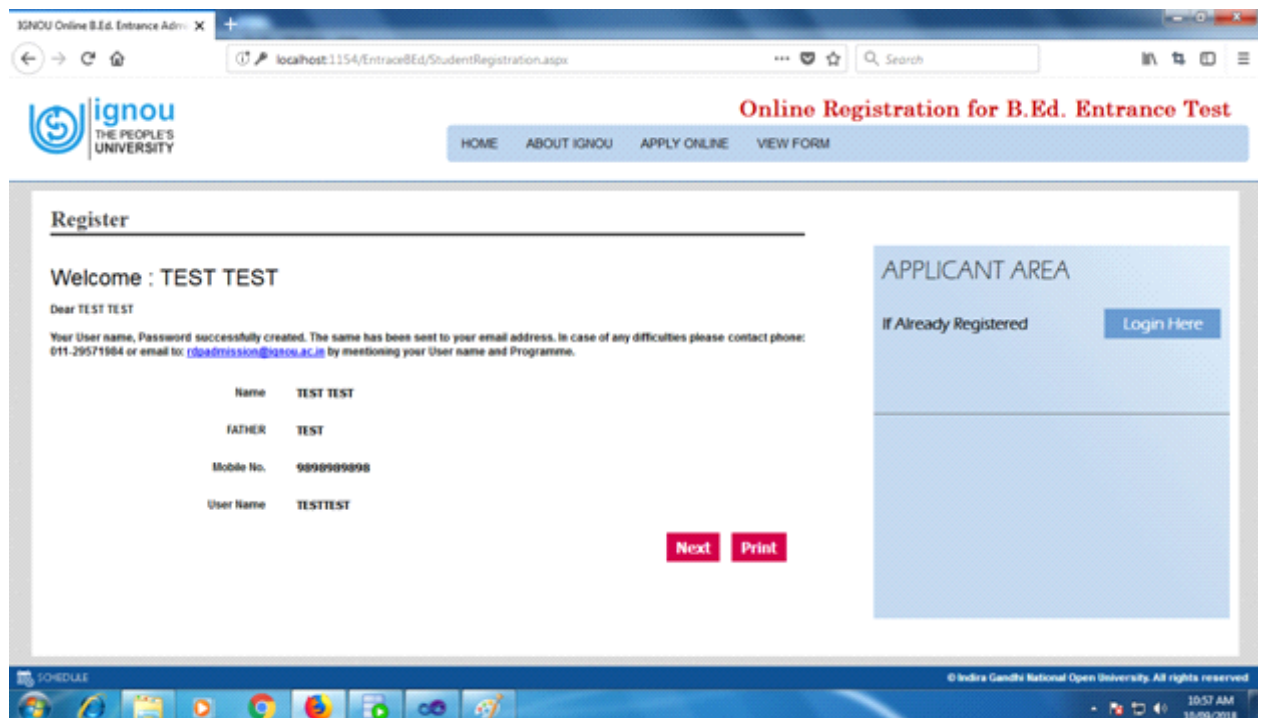 IGNOU Online B.Ed. Entrance Admi
localhost:1154/EntraceBEd/StudentRegistration.aspx
Search
ignou
THE PEOPLE'S
UNIVERSITY
Online Registration for B.Ed. Entrance Test
HOME ABOUT IGNOU APPLY ONLINE VIEW FORM
Register
Welcome : TEST TEST
Dear TEST TEST
Your User name, Password successfully created. The same has been sent to your email address. In case of any difficulties please contact phone:
011-29571984 or email to: rdpadmission@ignou.ac.in by mentioning your User name and Programme.
Name TEST TEST
FATHER TEST
Mobile No. 9898989898
User Name TESTTEST
Next Print
APPLICANT AREA
If Already Registered Login Here
SCHEDULE
© Indira Gandhi National Open University. All rights reserved
10:57 AM
10/09/2018